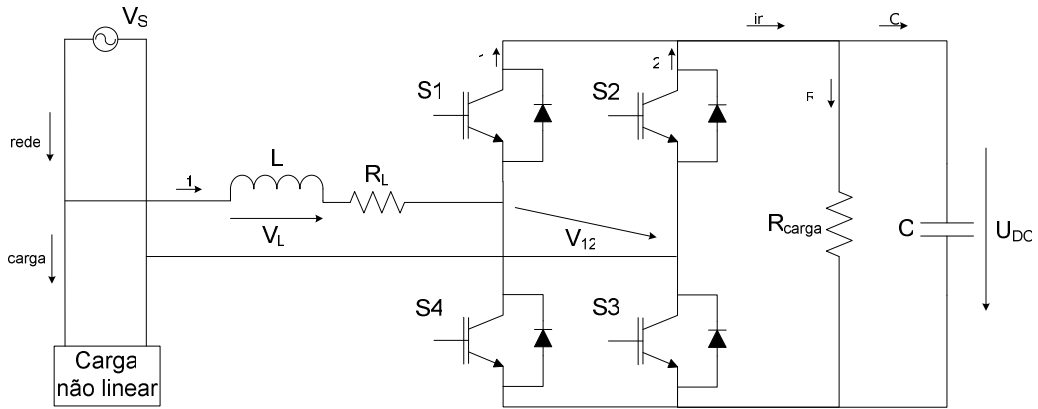 V_S
ir
C
S1
S2
2
R
rede
L
R_L
1
V_L
V_12
R_carga
C
U_DC
carga
S4
S3
Carga
não linear